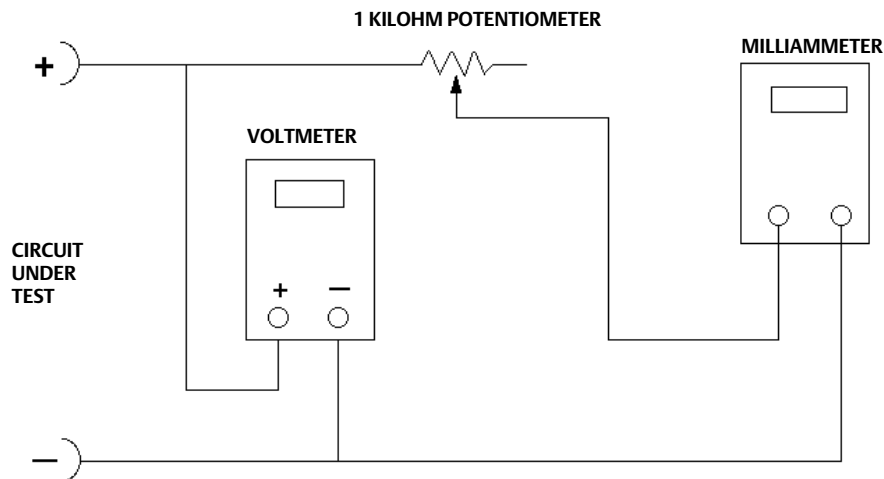 1 KILOHM POTENTIOMETER
MILLIAMMETER
+
VOLTMETER
CIRCUIT
UNDER
TEST
+ —
—